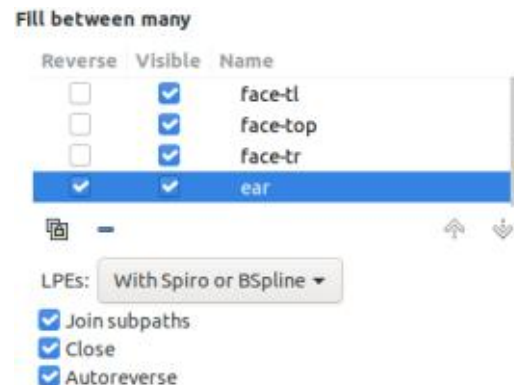 Fill between many
Reverse Visible Name
face-tl
face-top
face-tr
ear
LPEs: With Spiro or BSpline
Join subpaths
Close
Autoreverse